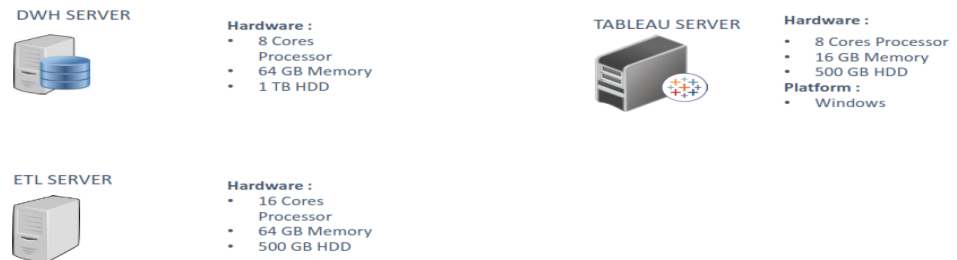 DWH SERVER
Hardware :
• 8 Cores
Processor
• 64 GB Memory
• 1 TB HDD
TABLEAU SERVER
Hardware :
• 8 Cores Processor
• 16 GB Memory
• 500 GB HDD
Platform :
• Windows
ETL SERVER
Hardware :
• 16 Cores
Processor
• 64 GB Memory
• 500 GB HDD